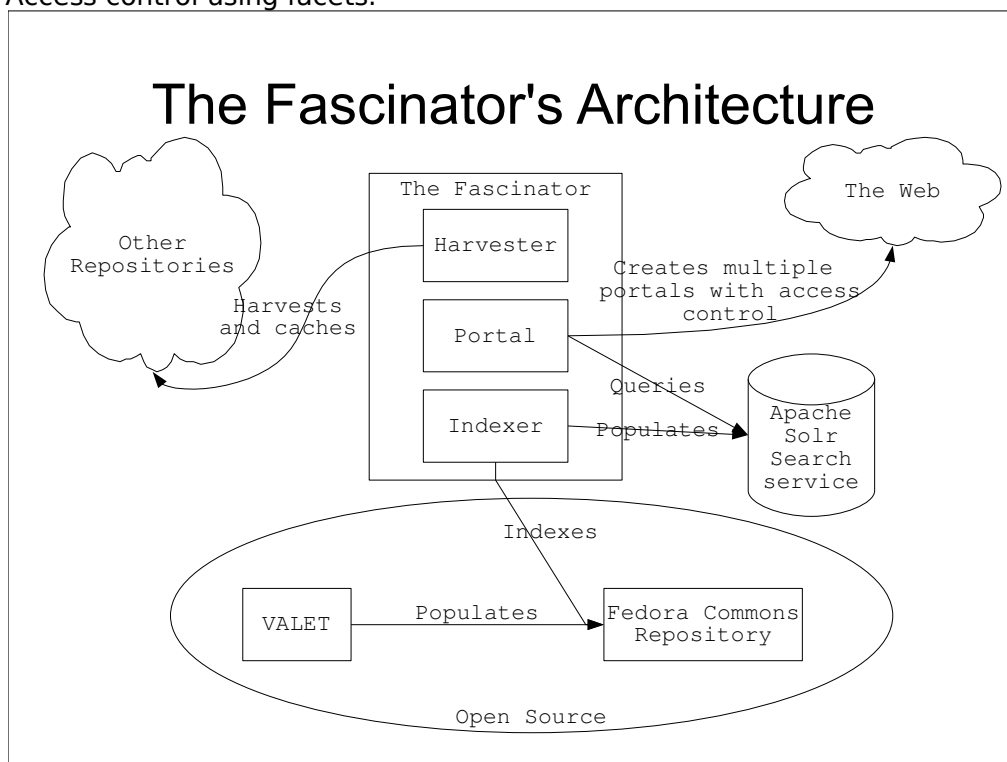 Access control using facets.
The Fascinator's Architecture
The Fascinator
The Web
Harvester
Other
Repositories
Creates multiple
portals with access
control
Harvests
and caches
Portal
Queries
Indexer
Populates
Apache
Solr
Search
service
Indexes
VALET
Populates
Fedora Commons
Repository
Open Source